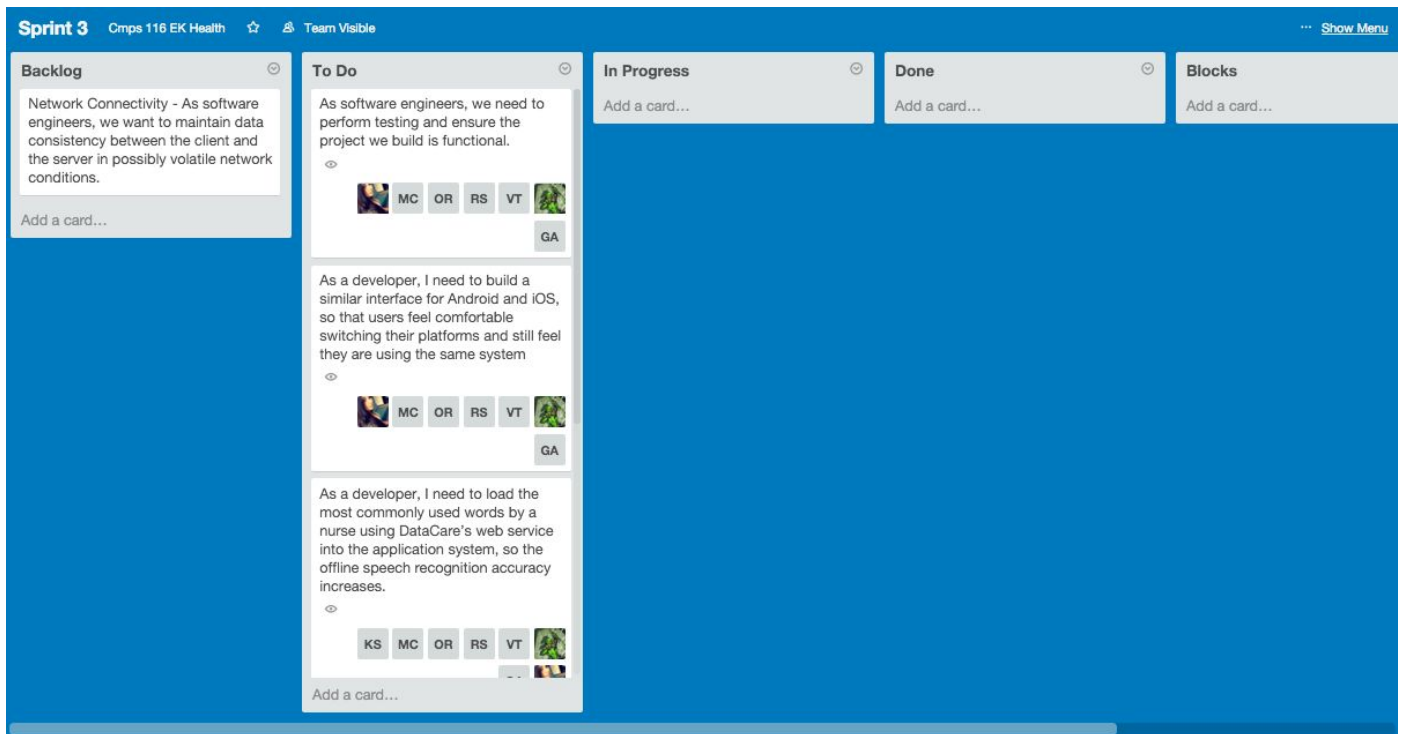 Sprint 3 Cmps 116 EK Health Team Visible ... Show Menu
Backlog
Network Connectivity - As software
engineers, we want to maintain data
consistency between the client and
the server in possibly volatile network
conditions.
Add a card...
To Do
As software engineers, we need to
perform testing and ensure the
project we build is functional.
MC OR RS VT
GA
As a developer, I need to build a
similar interface for Android and iOS,
so that users feel comfortable
switching their platforms and still feel
they are using the same system
MC OR RS VT
GA
As a developer, I need to load the
most commonly used words by a
nurse using DataCare's web service
into the application system, so the
offline speech recognition accuracy
increases.
KS MC OR RS VT
Add a card...
In Progress
Add a card...
Done
Add a card...
Blocks
Add a card...